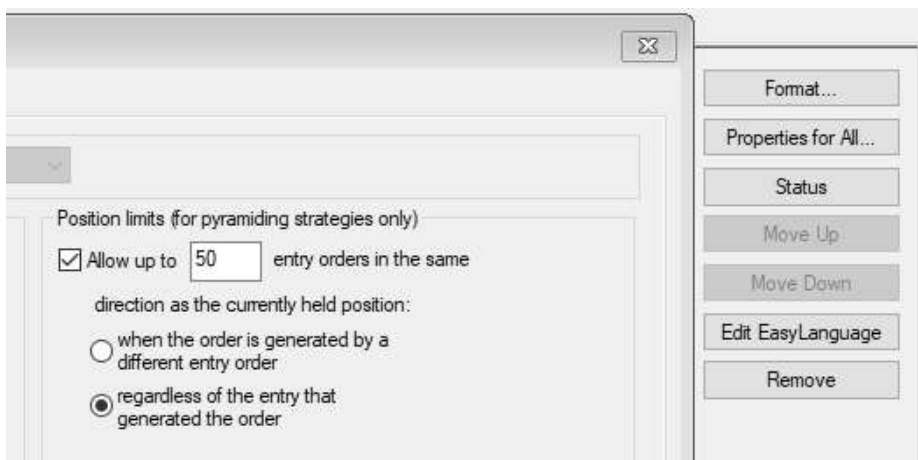 Position limits (for pyramiding strategies only)
Allow up to 50 entry orders in the same
direction as the currently held position:
when the order is generated by a
different entry order
regardless of the entry that
generated the order
Format...
Properties for All...
Status
Move Up
Move Down
Edit EasyLanguage
Remove